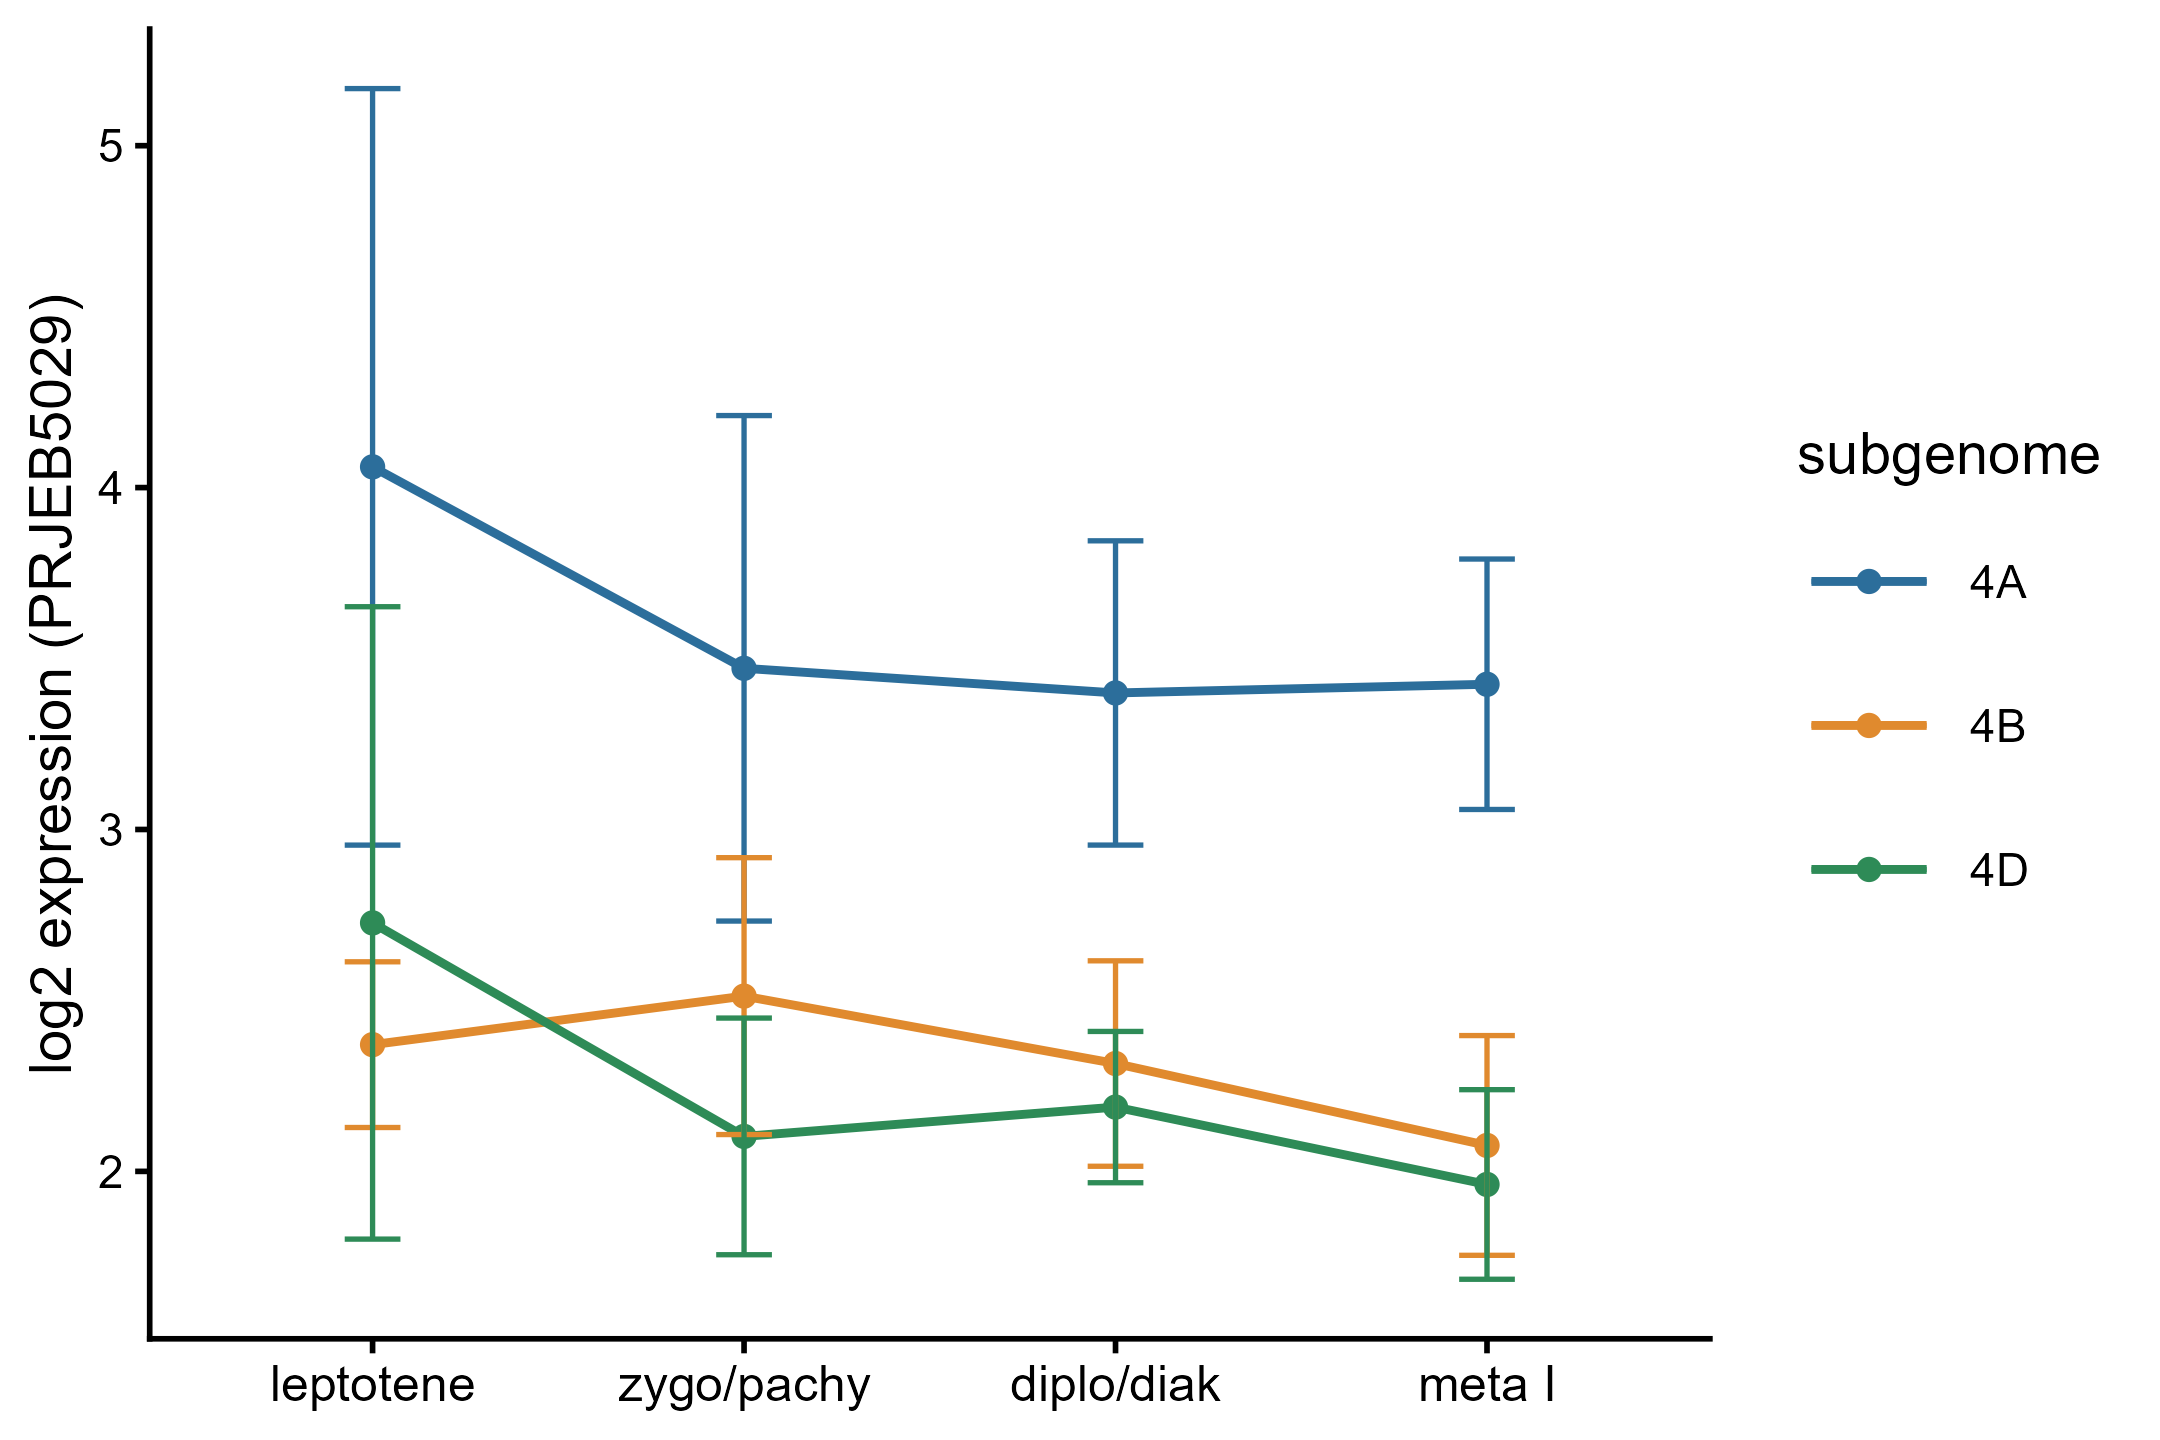 log2 expression (PRJEB5029)
5
4
3
2
leptotene
zygo/pachy
diplo/diak
meta I
subgenome
4A
4B
4D